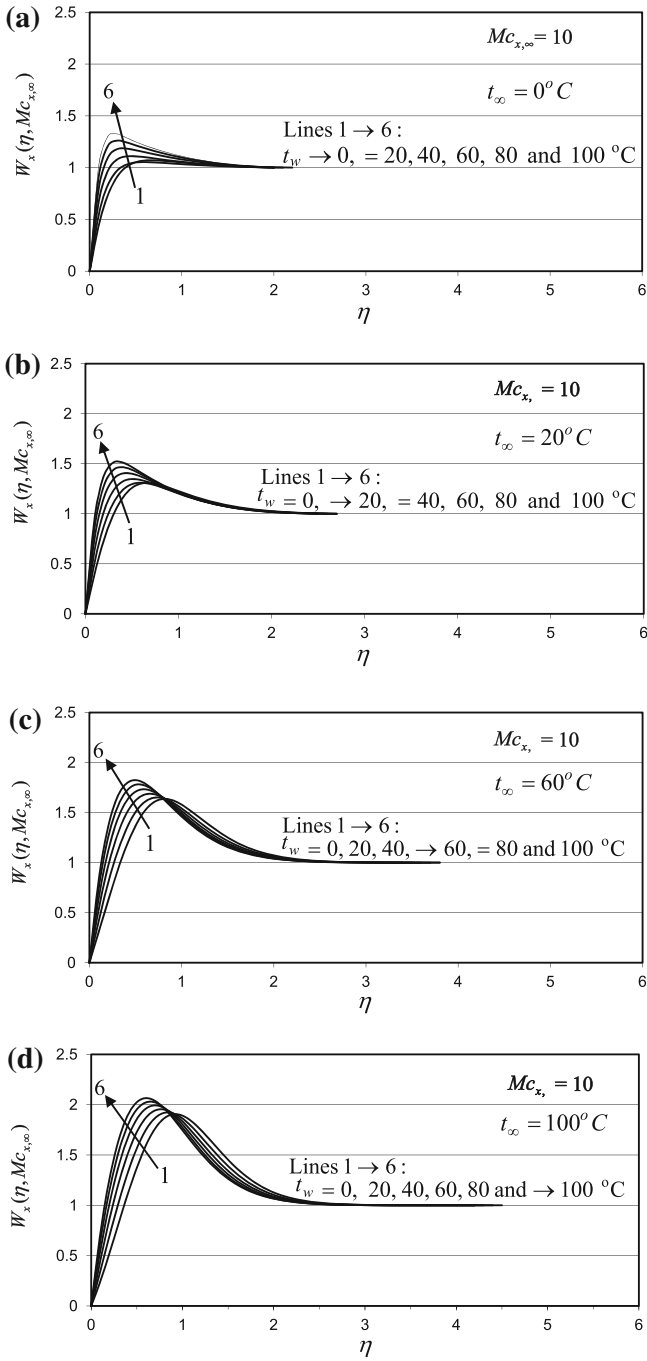 (a)
2.5
2
1.5
1
0.5
0
W_x(η, Mc_{x,∞})
6
1
Mc_{x,∞} = 10
t_∞ = 0°C
Lines 1 → 6 :
t_w → 0, = 20, 40, 60, 80 and 100 °C
0 1 2 3 4 5 6
η
(b)
2.5
2
1.5
1
0.5
0
W_x(η, Mc_{x,∞})
6
1
Mc_{x,} = 10
t_∞ = 20°C
Lines 1 → 6 :
t_w = 0, → 20, = 40, 60, 80 and 100 °C
0 1 2 3 4 5 6
η
(c)
2.5
2
1.5
1
0.5
0
W_x(η, Mc_{x,∞})
6
1
Mc_{x,} = 10
t_∞ = 60°C
Lines 1 → 6 :
t_w = 0, 20, 40, → 60, = 80 and 100 °C
0 1 2 3 4 5 6
η
(d)
2.5
2
1.5
1
0.5
0
W_x(η, Mc_{x,∞})
6
1
Mc_{x,} = 10
t_∞ = 100°C
Lines 1 → 6 :
t_w = 0, 20, 40, 60, 80 and → 100 °C
0 1 2 3 4 5 6
η